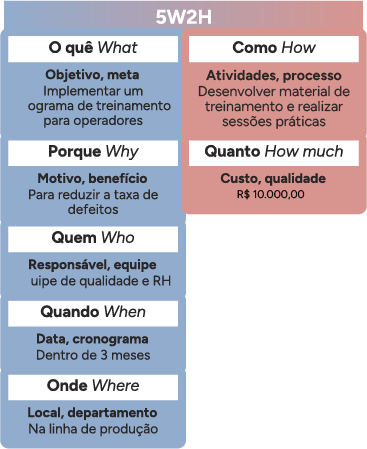 5W2H
O quê What
Objetivo, meta
Implementar um
ograma de treinamento
para operadores
Porque Why
Motivo, benefício
Para reduzir a taxa de
defeitos
Quem Who
Responsável, equipe
uipe de qualidade e RH
Quando When
Data, cronograma
Dentro de 3 meses
Onde Where
Local, departamento
Na linha de produção
Como How
Atividades, processo
Desenvolver material de
treinamento e realizar
sessões práticas
Quanto How much
Custo, qualidade
R$ 10.000,00